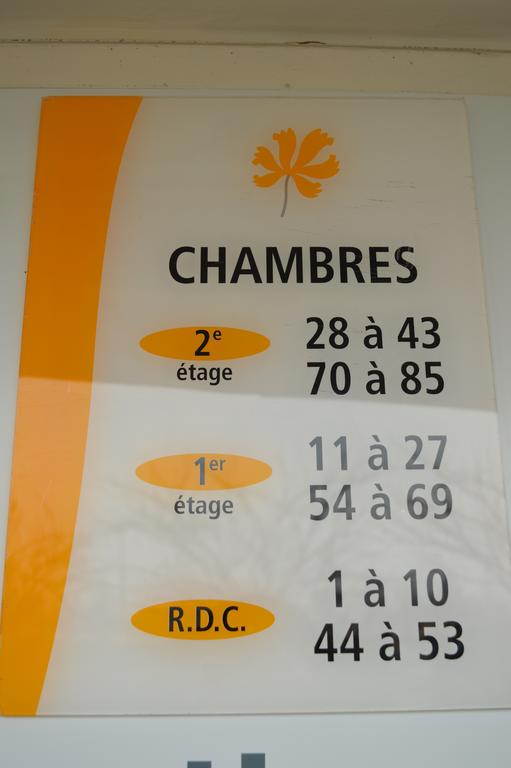 CHAMBRES
2e étage
28 à 43
70 à 85
1er étage
11 à 27
54 à 69
R.D.C.
1 à 10
44 à 53